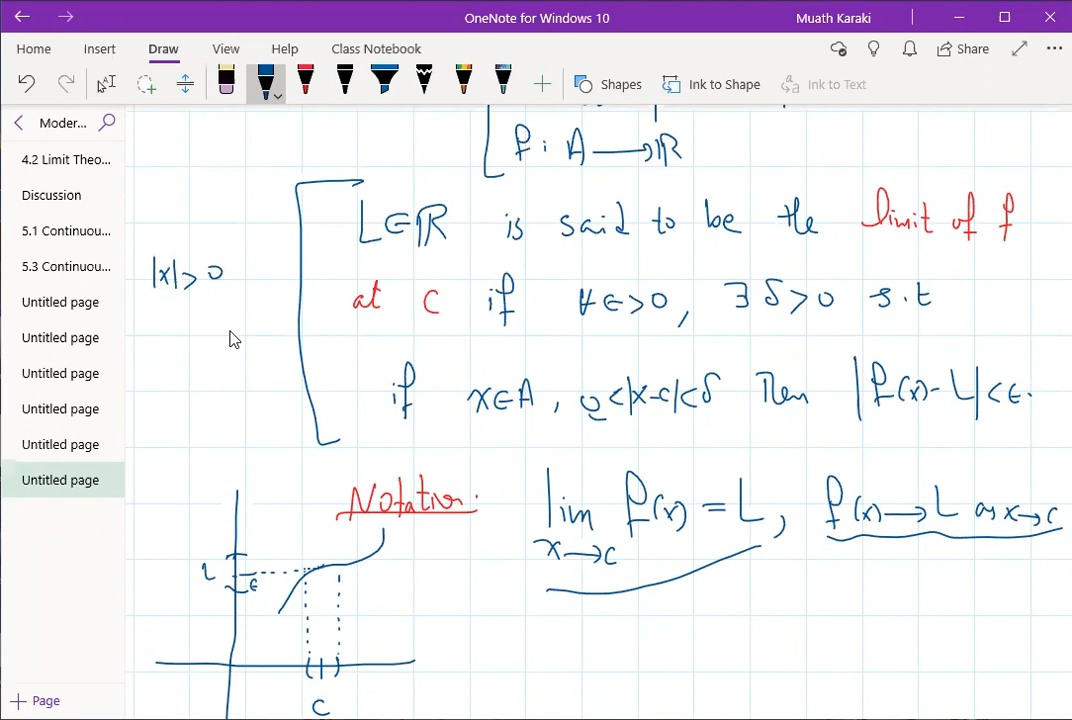 OneNote for Windows 10
Muath Karaki
Home Insert Draw View Help Class Notebook
Share
Shapes
Ink to Shape
Ink to Text
Moder...
4.2 Limit Theo...
Discussion
5.1 Continuou...
5.3 Continuou...
Untitled page
Untitled page
Untitled page
Untitled page
Untitled page
Untitled page
Page
f : A → ℝ
L ∈ ℝ is said to be the limit of f
|x| > 0
at c if ∀ ε > 0, ∃ δ > 0 s.t
if x ∈ A, 0 < |x-c| < δ Then |f(x) - L| < ε.
Notation.
lim f(x) = L, f(x) → L as x → c
x → c
L
ε
c